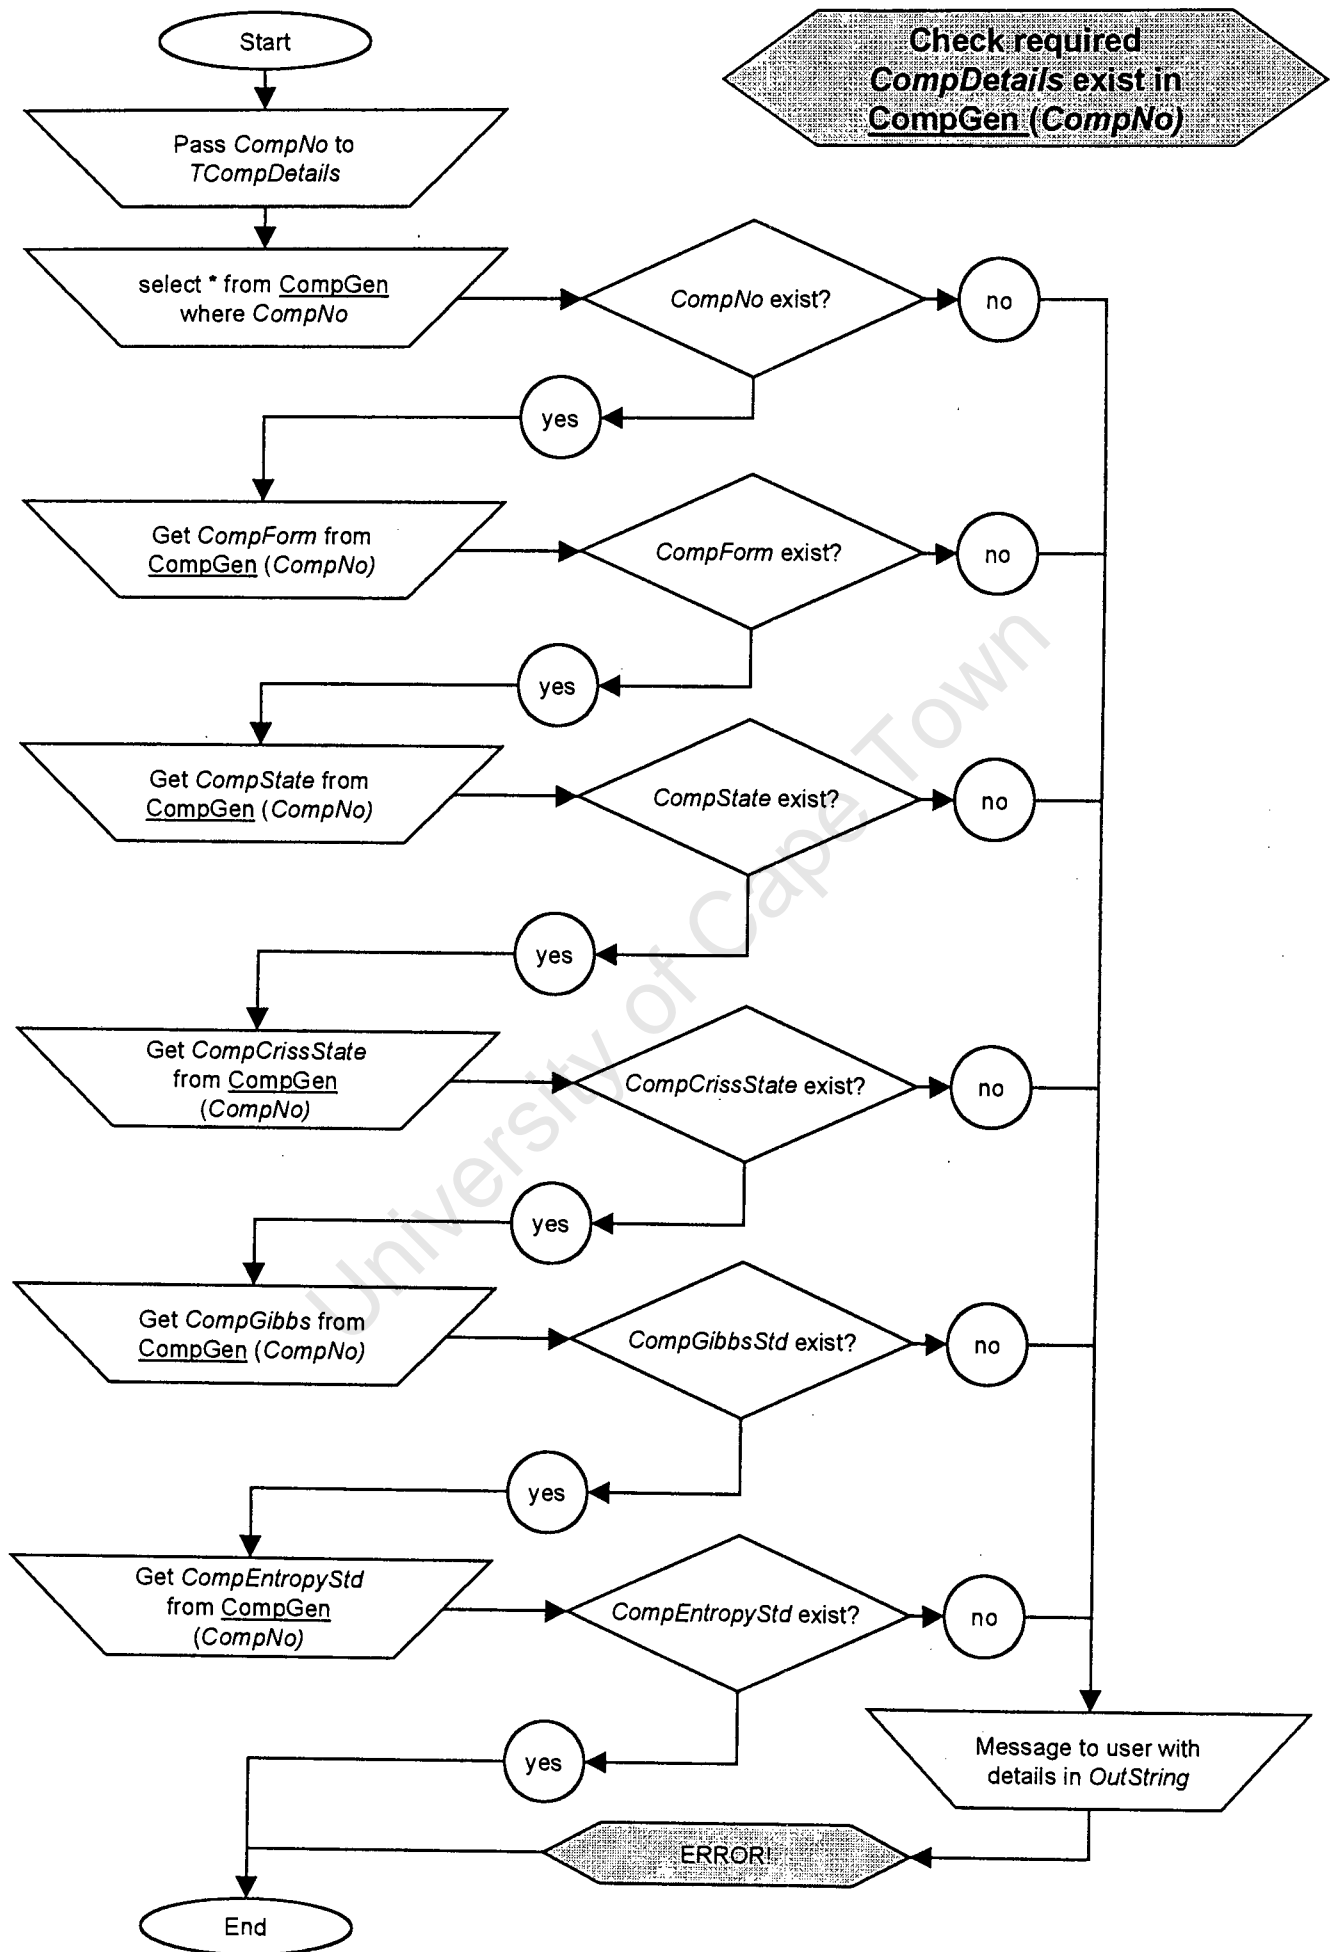 Start
Check required
CompDetails exist in
CompGen (CompNo)
Pass CompNo to
TCompDetails
select * from CompGen
where CompNo
CompNo exist?
no
yes
Get CompForm from
CompGen (CompNo)
CompForm exist?
no
yes
Get CompState from
CompGen (CompNo)
CompState exist?
no
yes
Get CompCrissState
from CompGen
(CompNo)
CompCrissState exist?
no
yes
Get CompGibbs from
CompGen (CompNo)
CompGibbsStd exist?
no
yes
Get CompEntropyStd
from CompGen
(CompNo)
CompEntropyStd exist?
no
yes
Message to user with
details in OutString
ERROR!
End
University of Cape Town